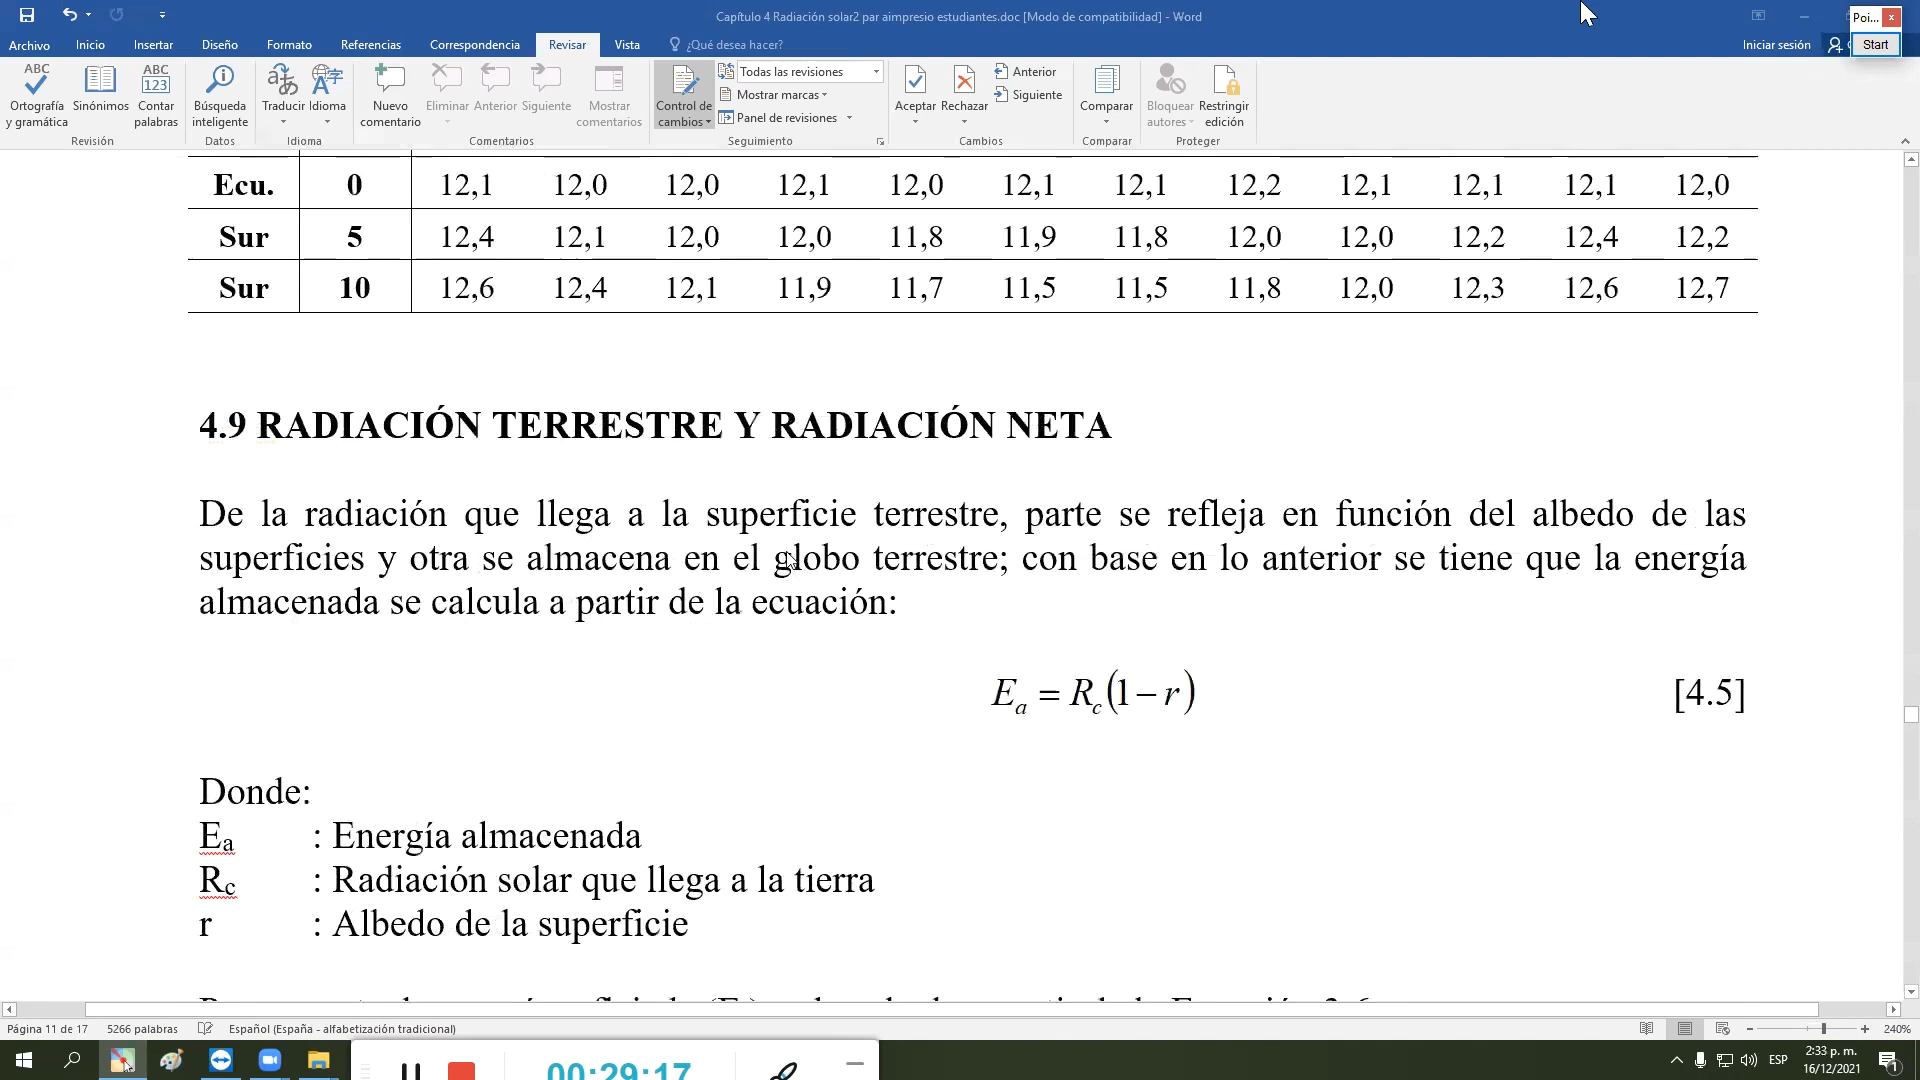 Capítulo 4 Radiación solar2 par aimpresio estudiantes.doc [Modo de compatibilidad] - Word
Poi...
Archivo Inicio Insertar Diseño Formato Referencias Correspondencia Revisar Vista ¿Qué desea hacer? Iniciar sesión Start
ABC Ortografía y gramática
Sinónimos
ABC 123 Contar palabras
Búsqueda inteligente
Traducir
Idioma
Nuevo comentario
Eliminar
Anterior
Siguiente
Mostrar comentarios
Control de cambios
Todas las revisiones
Mostrar marcas
Panel de revisiones
Aceptar
Rechazar
Anterior
Siguiente
Comparar
Bloquear autores
Restringir edición
Revisión Datos Idioma Comentarios Seguimiento Cambios Comparar Proteger
Ecu. 0 12,1 12,0 12,0 12,1 12,0 12,1 12,1 12,2 12,1 12,1 12,1 12,0
Sur 5 12,4 12,1 12,0 12,0 11,8 11,9 11,8 12,0 12,0 12,2 12,4 12,2
Sur 10 12,6 12,4 12,1 11,9 11,7 11,5 11,5 11,8 12,0 12,3 12,6 12,7
4.9 RADIACIÓN TERRESTRE Y RADIACIÓN NETA
De la radiación que llega a la superficie terrestre, parte se refleja en función del albedo de las
superficies y otra se almacena en el globo terrestre; con base en lo anterior se tiene que la energía
almacenada se calcula a partir de la ecuación:
E_a = R_c(1 − r) [4.5]
Donde:
E_a : Energía almacenada
R_c : Radiación solar que llega a la tierra
r : Albedo de la superficie
Página 11 de 17 5266 palabras Español (España - alfabetización tradicional) 240%
00:29:17
ESP
2:33 p. m.
16/12/2021
1